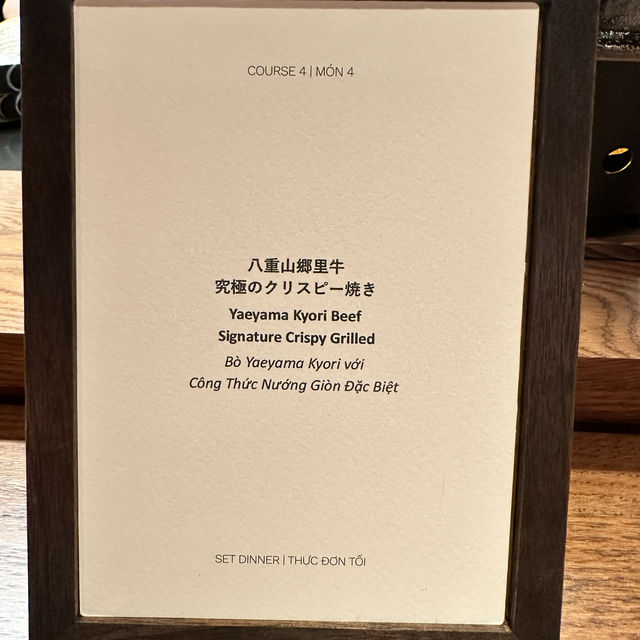 COURSE 4 | MÓN 4
八重山郷里牛
究極のクリスピー焼き
Yaeyama Kyori Beef
Signature Crispy Grilled
Bò Yaeyama Kyori với
Công Thức Nướng Giòn Đặc Biệt
SET DINNER | THỰC ĐƠN TỐI